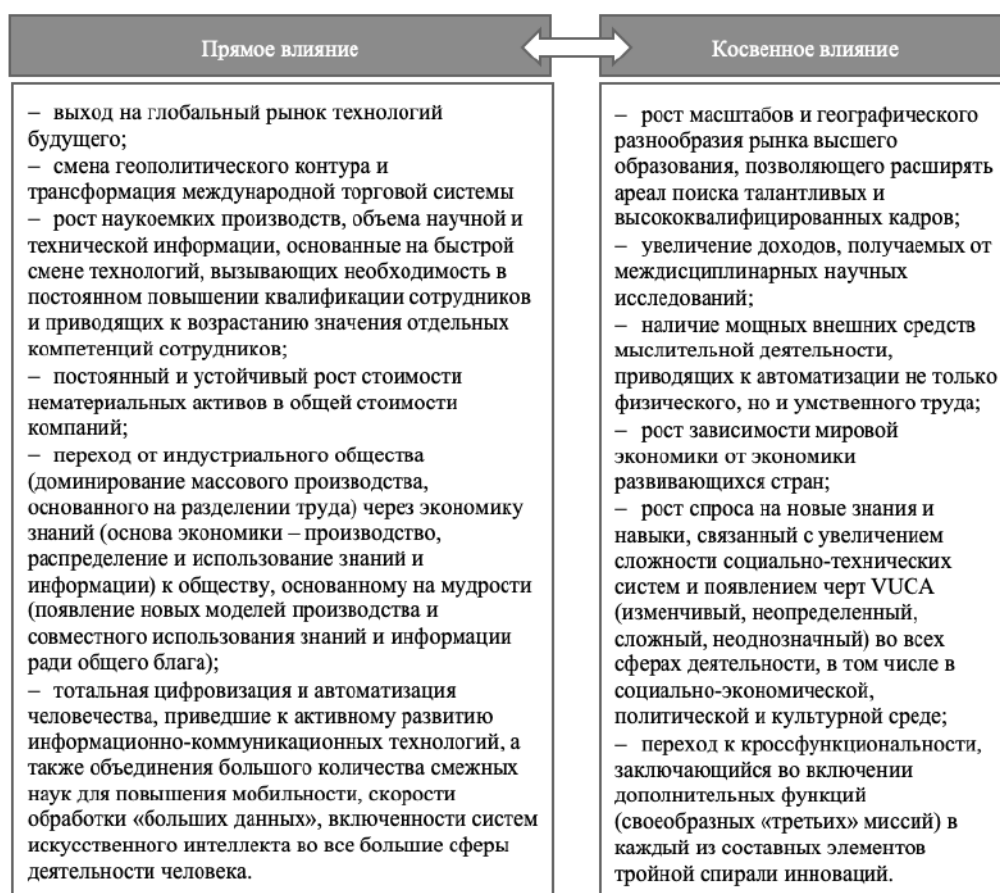 Прямое влияние
– выход на глобальный рынок технологий
будущего;
– смена геополитического контура и
трансформация международной торговой системы
– рост наукоемких производств, объема научной и
технической информации, основанные на быстрой
смене технологий, вызывающих необходимость в
постоянном повышении квалификации сотрудников
и приводящих к возрастанию значения отдельных
компетенций сотрудников;
– постоянный и устойчивый рост стоимости
нематериальных активов в общей стоимости
компаний;
– переход от индустриального общества
(доминирование массового производства,
основанного на разделении труда) через экономику
знаний (основа экономики – производство,
распределение и использование знаний и
информации) к обществу, основанному на мудрости
(появление новых моделей производства и
совместного использования знаний и информации
ради общего блага);
– тотальная цифровизация и автоматизация
человечества, приведшие к активному развитию
информационно-коммуникационных технологий, а
также объединения большого количества смежных
наук для повышения мобильности, скорости
обработки «больших данных», включенности систем
искусственного интеллекта во все большие сферы
деятельности человека.
Косвенное влияние
– рост масштабов и географического
разнообразия рынка высшего
образования, позволяющего расширять
ареал поиска талантливых и
высококвалифицированных кадров;
– увеличение доходов, получаемых от
междисциплинарных научных
исследований;
– наличие мощных внешних средств
мыслительной деятельности,
приводящих к автоматизации не только
физического, но и умственного труда;
– рост зависимости мировой
экономики от экономики
развивающихся стран;
– рост спроса на новые знания и
навыки, связанный с увеличением
сложности социально-технических
систем и появлением черт VUCA
(изменчивый, неопределенный,
сложный, неоднозначный) во всех
сферах деятельности, в том числе в
социально-экономической,
политической и культурной среде;
– переход к кроссфункциональности,
заключающийся во включении
дополнительных функций
(своеобразных «третьих» миссий) в
каждый из составных элементов
тройной спирали инноваций.